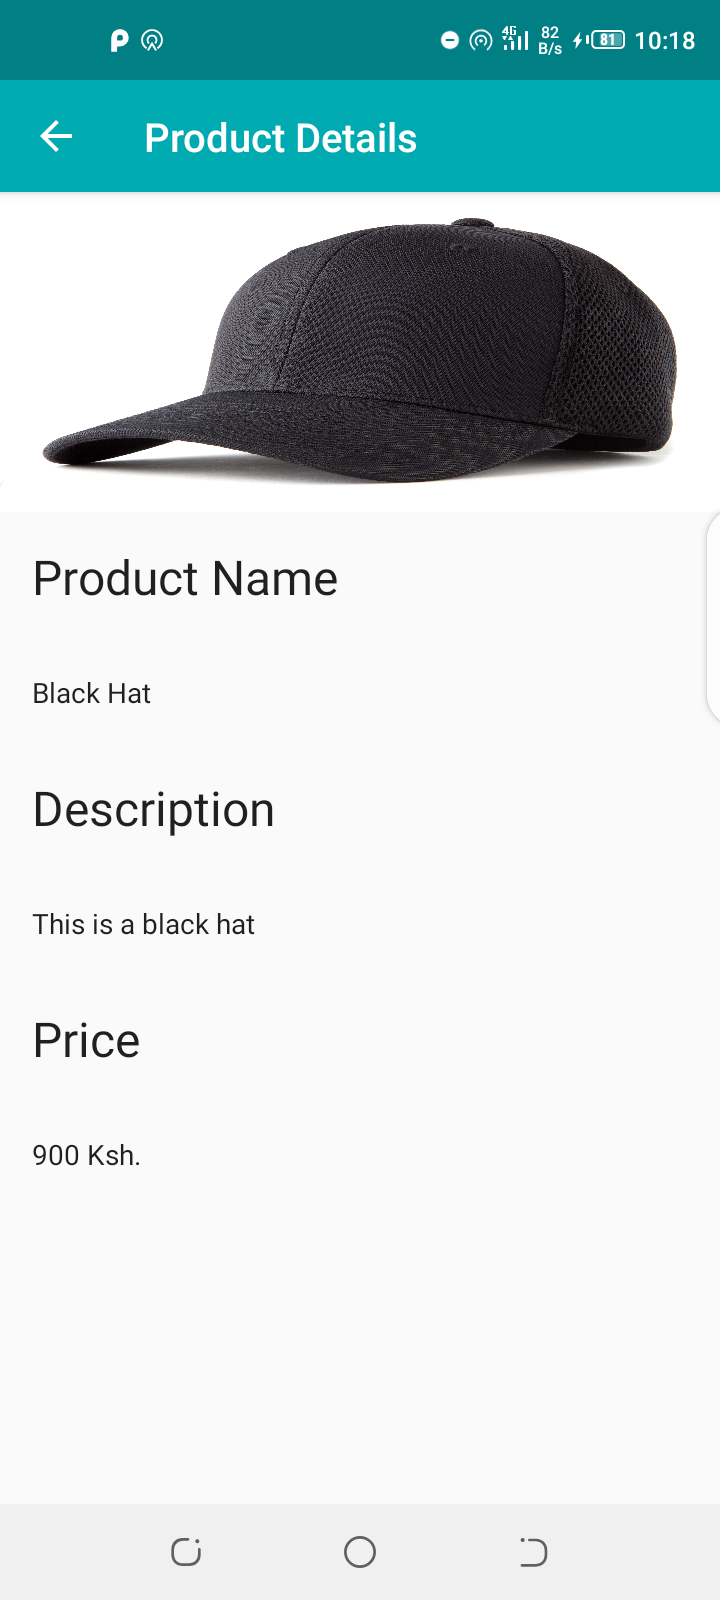 4G 82 B/s 81 10:18
Product Details
Product Name
Black Hat
Description
This is a black hat
Price
900 Ksh.